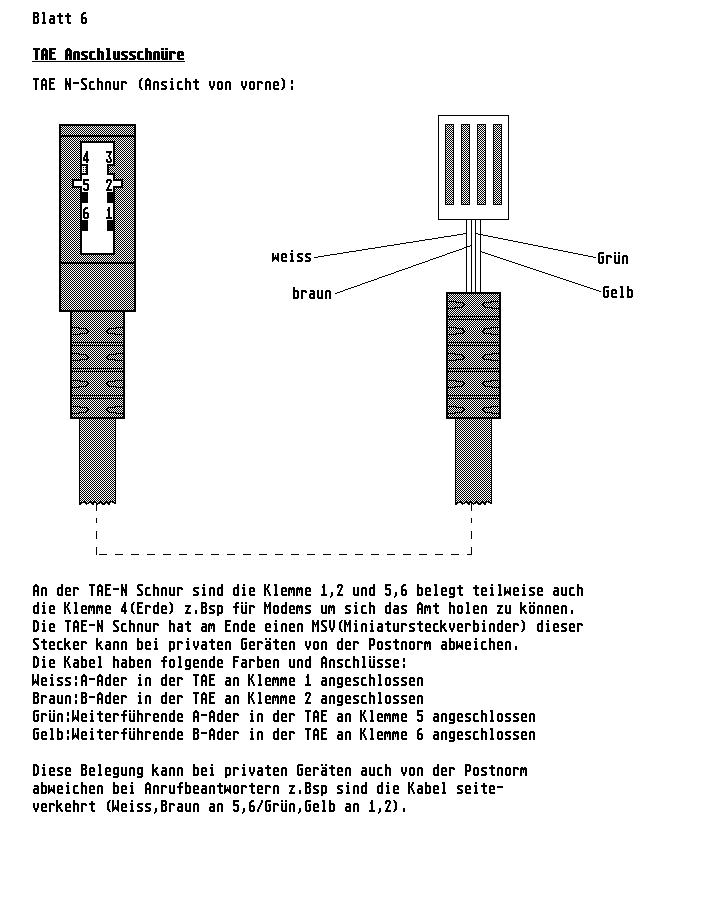 Blatt 6
TAE Anschlusschnüre
TAE N-Schnur (Ansicht von vorne):
4 3
5 2
6 1
weiss
Grün
braun
Gelb
An der TAE-N Schnur sind die Klemme 1,2 und 5,6 belegt teilweise auch
die Klemme 4(Erde) z.Bsp für Modems um sich das Amt holen zu können.
Die TAE-N Schnur hat am Ende einen MSV(Miniatursteckverbinder) dieser
Stecker kann bei privaten Geräten von der Postnorm abweichen.
Die Kabel haben folgende Farben und Anschlüsse:
Weiss:A-Ader in der TAE an Klemme 1 angeschlossen
Braun:B-Ader in der TAE an Klemme 2 angeschlossen
Grün:Weiterführende A-Ader in der TAE an Klemme 5 angeschlossen
Gelb:Weiterführende B-Ader in der TAE an Klemme 6 angeschlossen
Diese Belegung kann bei privaten Geräten auch von der Postnorm
abweichen bei Anrufbeantwortern z.Bsp sind die Kabel seite-
verkehrt (Weiss,Braun an 5,6/Grün,Gelb an 1,2).